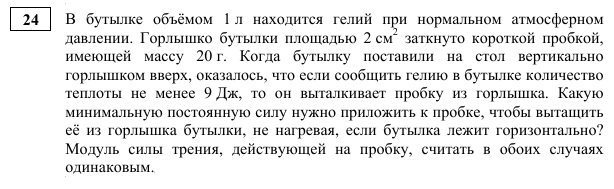 24 В бутылке объёмом 1 л находится гелий при нормальном атмосферном
давлении. Горлышко бутылки площадью 2 см² заткнуто короткой пробкой,
имеющей массу 20 г. Когда бутылку поставили на стол вертикально
горлышком вверх, оказалось, что если сообщить гелию в бутылке количество
теплоты не менее 9 Дж, то он выталкивает пробку из горлышка. Какую
минимальную постоянную силу нужно приложить к пробке, чтобы вытащить
её из горлышка бутылки, не нагревая, если бутылка лежит горизонтально?
Модуль силы трения, действующей на пробку, считать в обоих случаях
одинаковым.